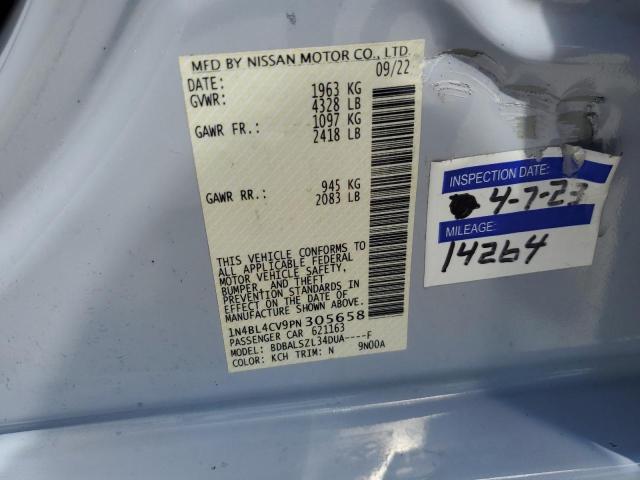 MFD BY NISSAN MOTOR CO., LTD.
DATE: 09/22
GVWR: 1963 KG
4328 LB
GAWR FR.: 1097 KG
2418 LB
GAWR RR.: 945 KG
2083 LB
THIS VEHICLE CONFORMS TO
ALL APPLICABLE FEDERAL
MOTOR VEHICLE SAFETY,
BUMPER, AND THEFT
PREVENTION STANDARDS IN
EFFECT ON THE DATE OF
MANUFACTURE SHOWN ABOVE.
1N4BL4CV9PN305658
PASSENGER CAR 621163
MODEL: BDBALSZL34DUA----F
COLOR: KCH TRIM: N 9N00A
INSPECTION DATE:
4-7-23
MILEAGE:
14264